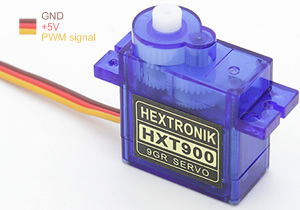 GND
+5V
PWM signal
HEXTRONIK
HXT900
9GR SERVO